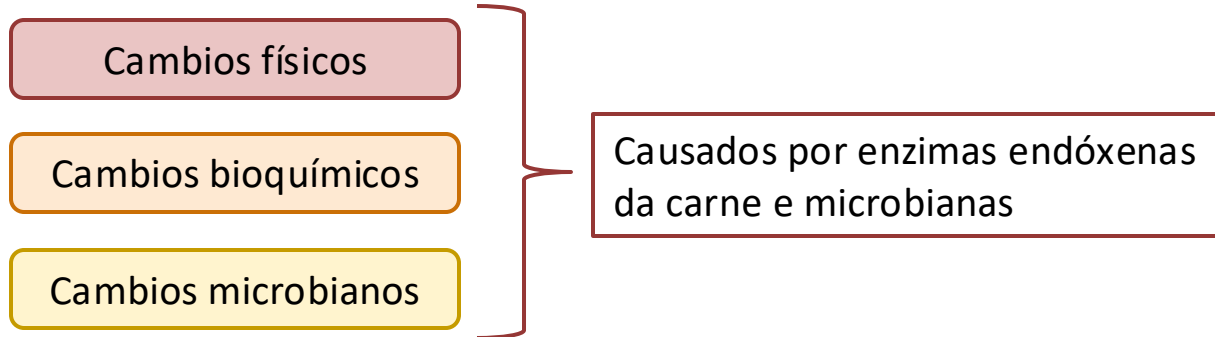 Cambios físicos
Cambios bioquímicos
Cambios microbianos
Causados por enzimas endóxenas
da carne e microbianas